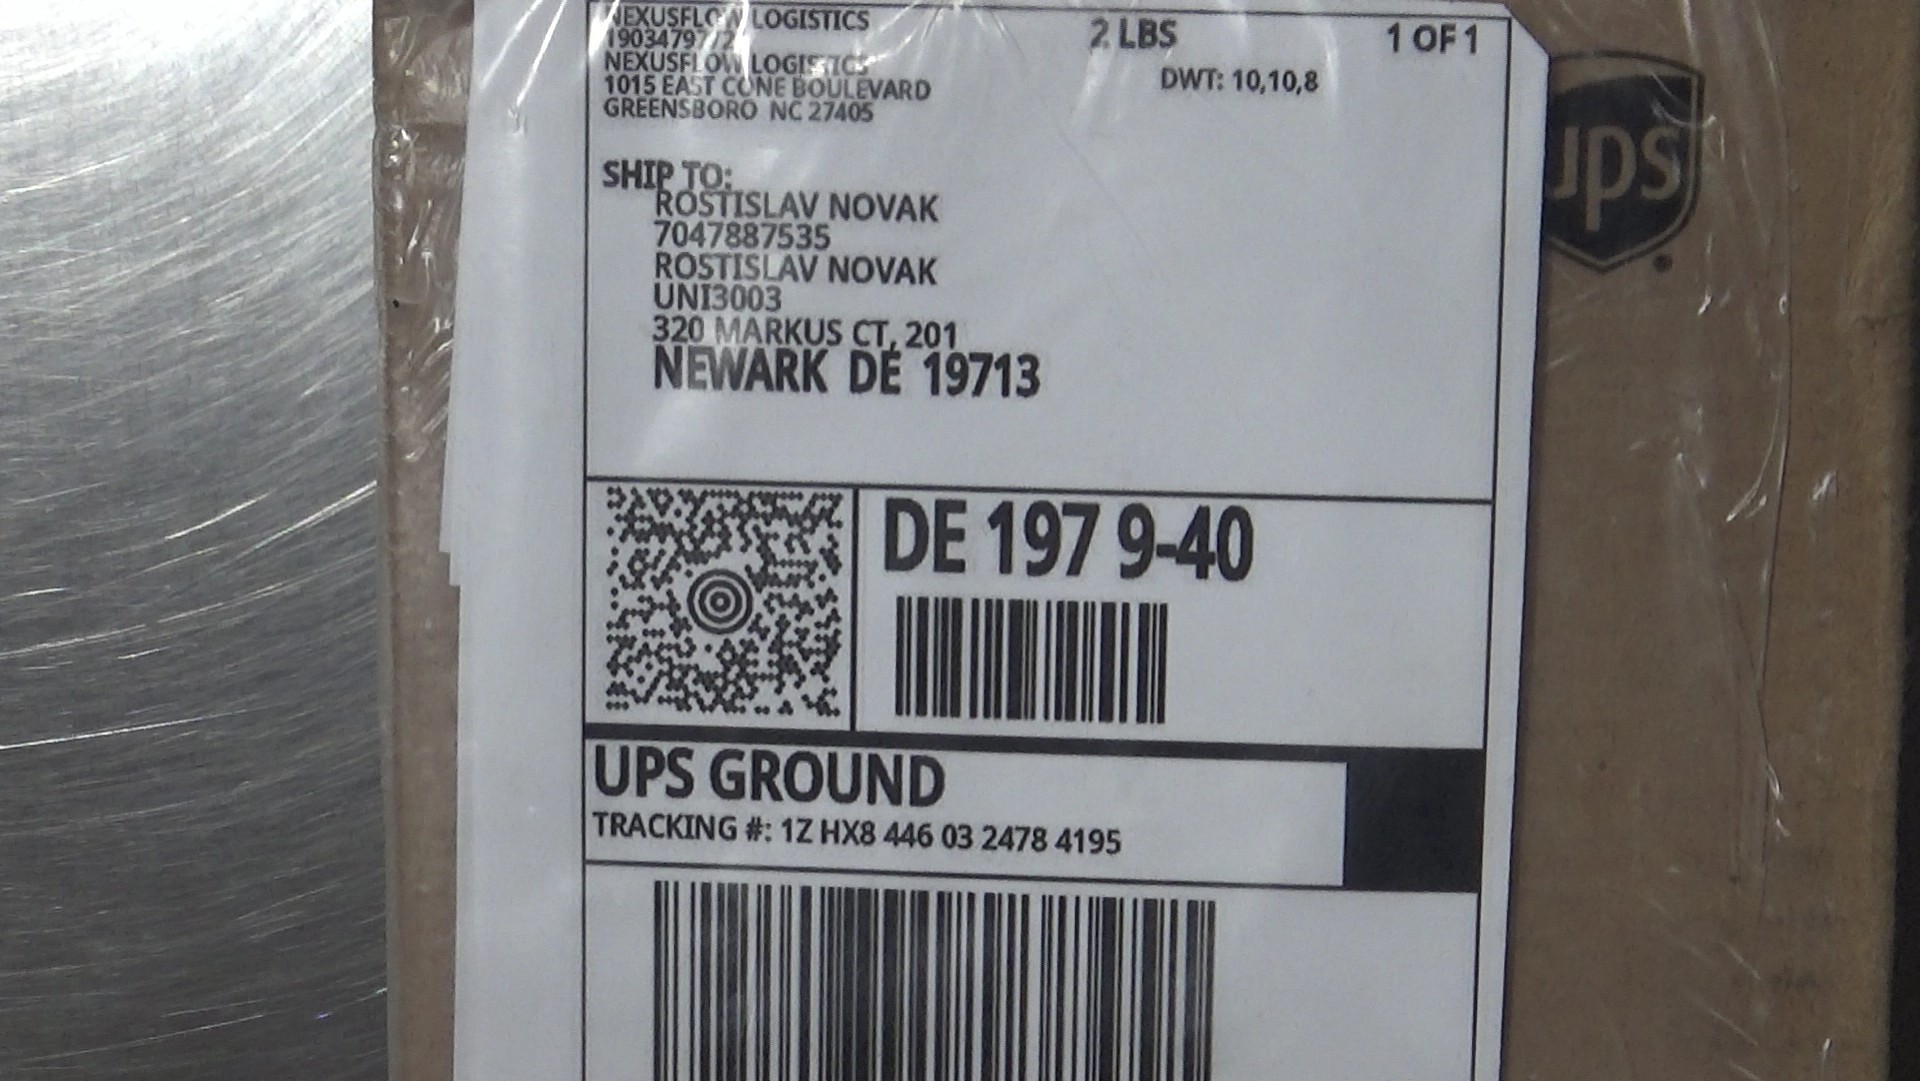 NEXUSFLOW LOGISTICS
2 LBS
1 OF 1
NEXUSFLOW LOGISTICS
DWT: 10,10,8
1015 EAST CONE BOULEVARD
GREENSBORO NC 27405
SHIP TO:
ROSTISLAV NOVAK
7047887535
ROSTISLAV NOVAK
UNI3003
320 MARKUS CT, 201
NEWARK DE 19713
DE 197 9-40
UPS GROUND
TRACKING #: 1Z HX8 446 03 2478 4195
ups